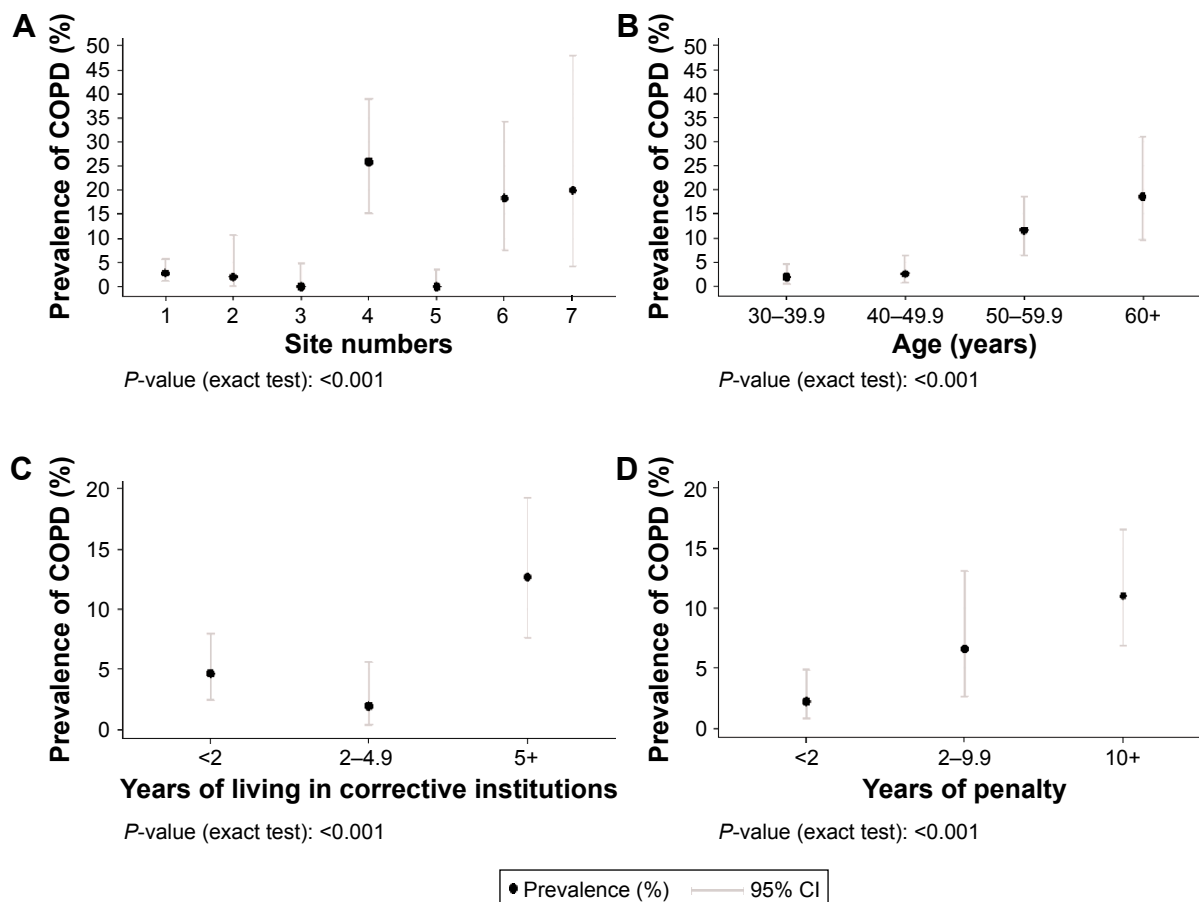 A
Prevalence of COPD (%)
50
45
40
35
30
25
20
15
10
5
0
1 2 3 4 5 6 7
Site numbers
P-value (exact test): <0.001
B
Prevalence of COPD (%)
50
45
40
35
30
25
20
15
10
5
0
30–39.9 40–49.9 50–59.9 60+
Age (years)
P-value (exact test): <0.001
C
Prevalence of COPD (%)
20
15
10
5
0
<2 2–4.9 5+
Years of living in corrective institutions
P-value (exact test): <0.001
D
Prevalence of COPD (%)
20
15
10
5
0
<2 2–9.9 10+
Years of penalty
P-value (exact test): <0.001
Prevalence (%) 95% CI